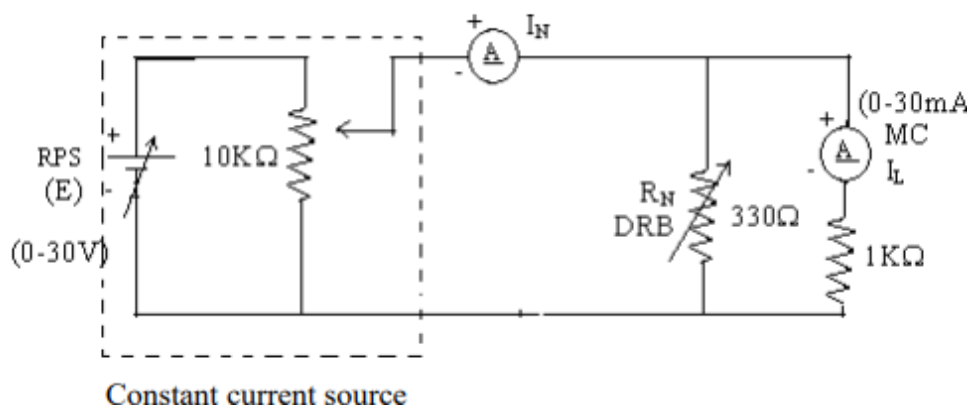 +
I_N
A
-
(0-30mA
+
MC
A
-
I_L
+
RPS
(E)
-
(0-30V)
10KΩ
R_N
DRB
330Ω
1KΩ
Constant current source